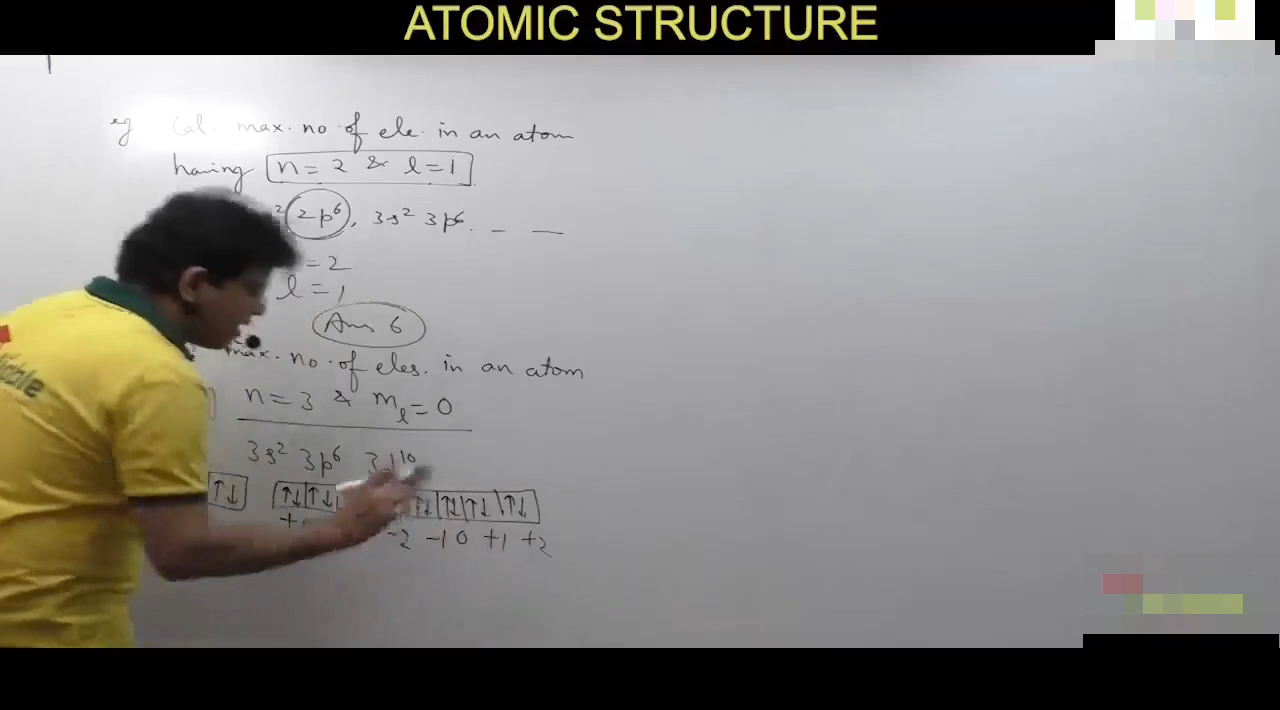 ATOMIC STRUCTURE
eg Cal. max. no. of ele. in an atom
having n = 2 & l = 1
2 2p⁶, 3s² 3p⁶. _ _
= 2
l = 1
Ans 6
max. no. of eles. in an atom
n = 3 & mₗ = 0
3s² 3p⁶ 3d¹⁰
↑↓ ↑↓ ↑↓ ↑↓ ↑↓ ↑↓ ↑↓
-2 -1 0 +1 +2